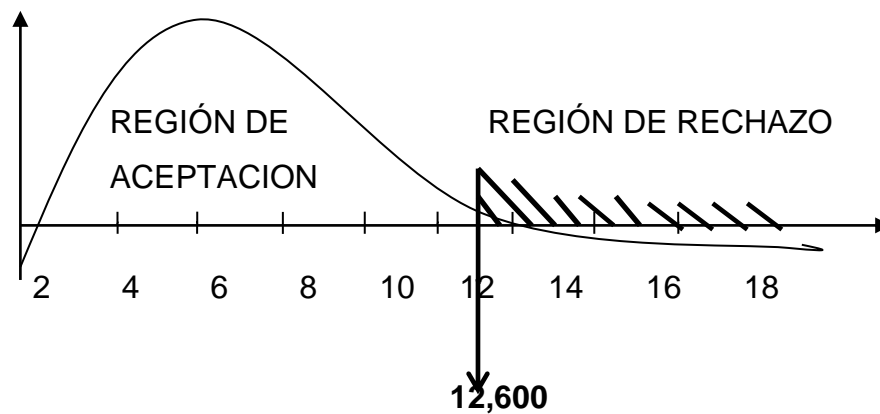 REGIÓN DE
ACEPTACION
REGIÓN DE RECHAZO
2 4 6 8 10 12 14 16 18
12,600